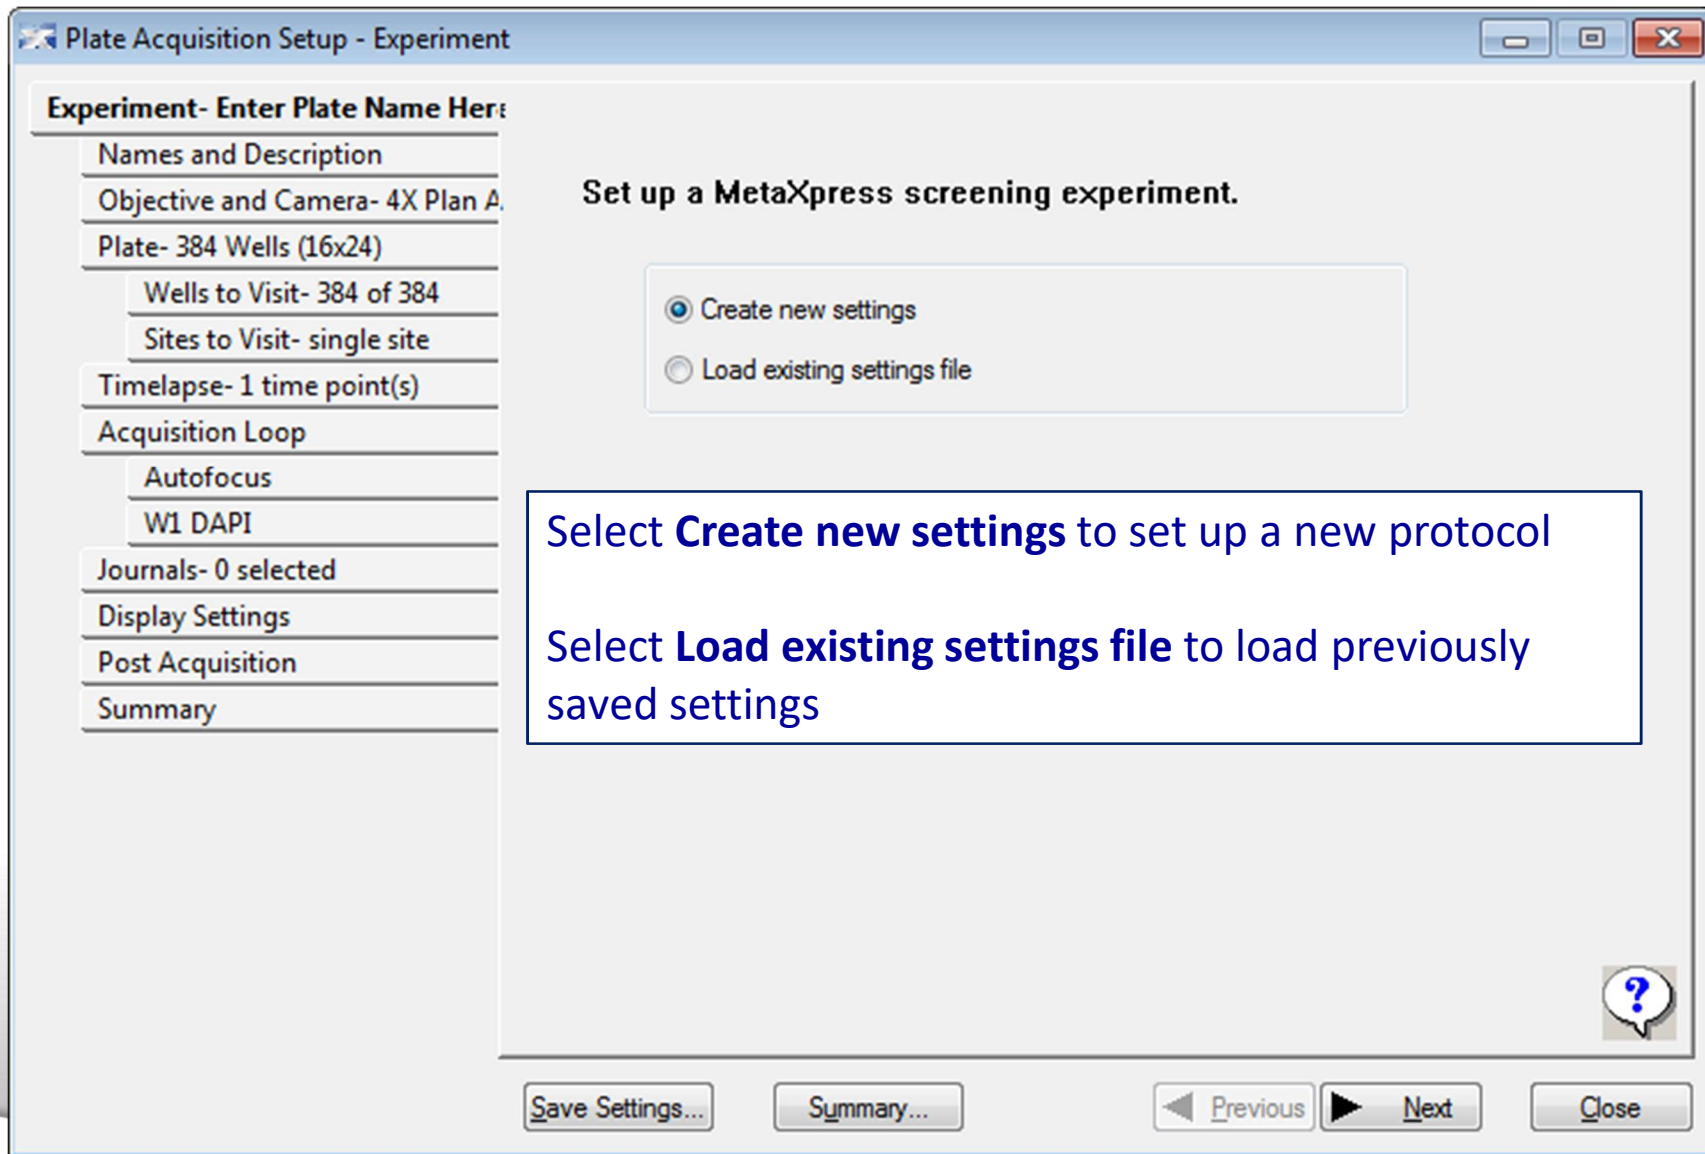 Plate Acquisition Setup - Experiment
Experiment- Enter Plate Name Here
Names and Description
Objective and Camera- 4X Plan A
Plate- 384 Wells (16x24)
Wells to Visit- 384 of 384
Sites to Visit- single site
Timelapse- 1 time point(s)
Acquisition Loop
Autofocus
W1 DAPI
Journals- 0 selected
Display Settings
Post Acquisition
Summary
Set up a MetaXpress screening experiment.
Create new settings
Load existing settings file
Select Create new settings to set up a new protocol
Select Load existing settings file to load previously
saved settings
?
Save Settings...
Summary...
Previous
Next
Close